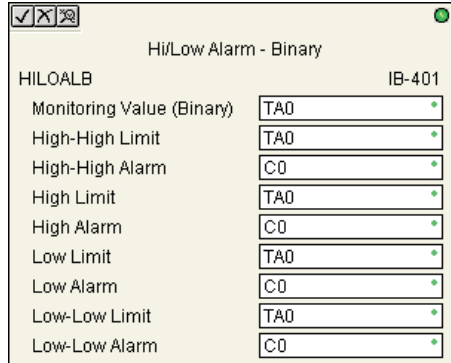 Hi/Low Alarm - Binary
HILOALB IB-401
Monitoring Value (Binary) TA0
High-High Limit TA0
High-High Alarm C0
High Limit TA0
High Alarm C0
Low Limit TA0
Low Alarm C0
Low-Low Limit TA0
Low-Low Alarm C0